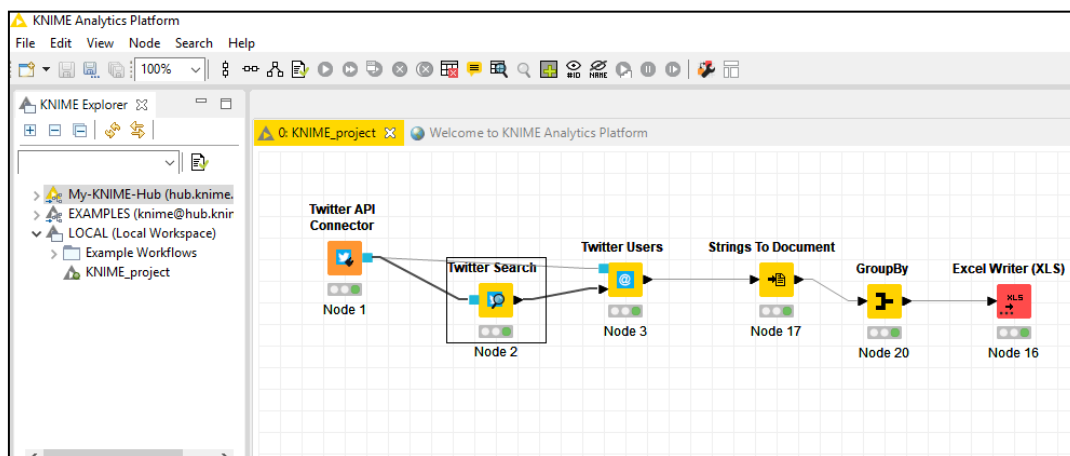 KNIME Analytics Platform
File Edit View Node Search Help
100%
#ID
NAME
KNIME Explorer
0: KNIME_project
Welcome to KNIME Analytics Platform
My-KNIME-Hub (hub.knime.
EXAMPLES (knime@hub.knir
LOCAL (Local Workspace)
Example Workflows
KNIME_project
Twitter API
Connector
Node 1
Twitter Search
Node 2
Twitter Users
@
Node 3
Strings To Document
Node 17
GroupBy
Node 20
Excel Writer (XLS)
XLS
...
Node 16